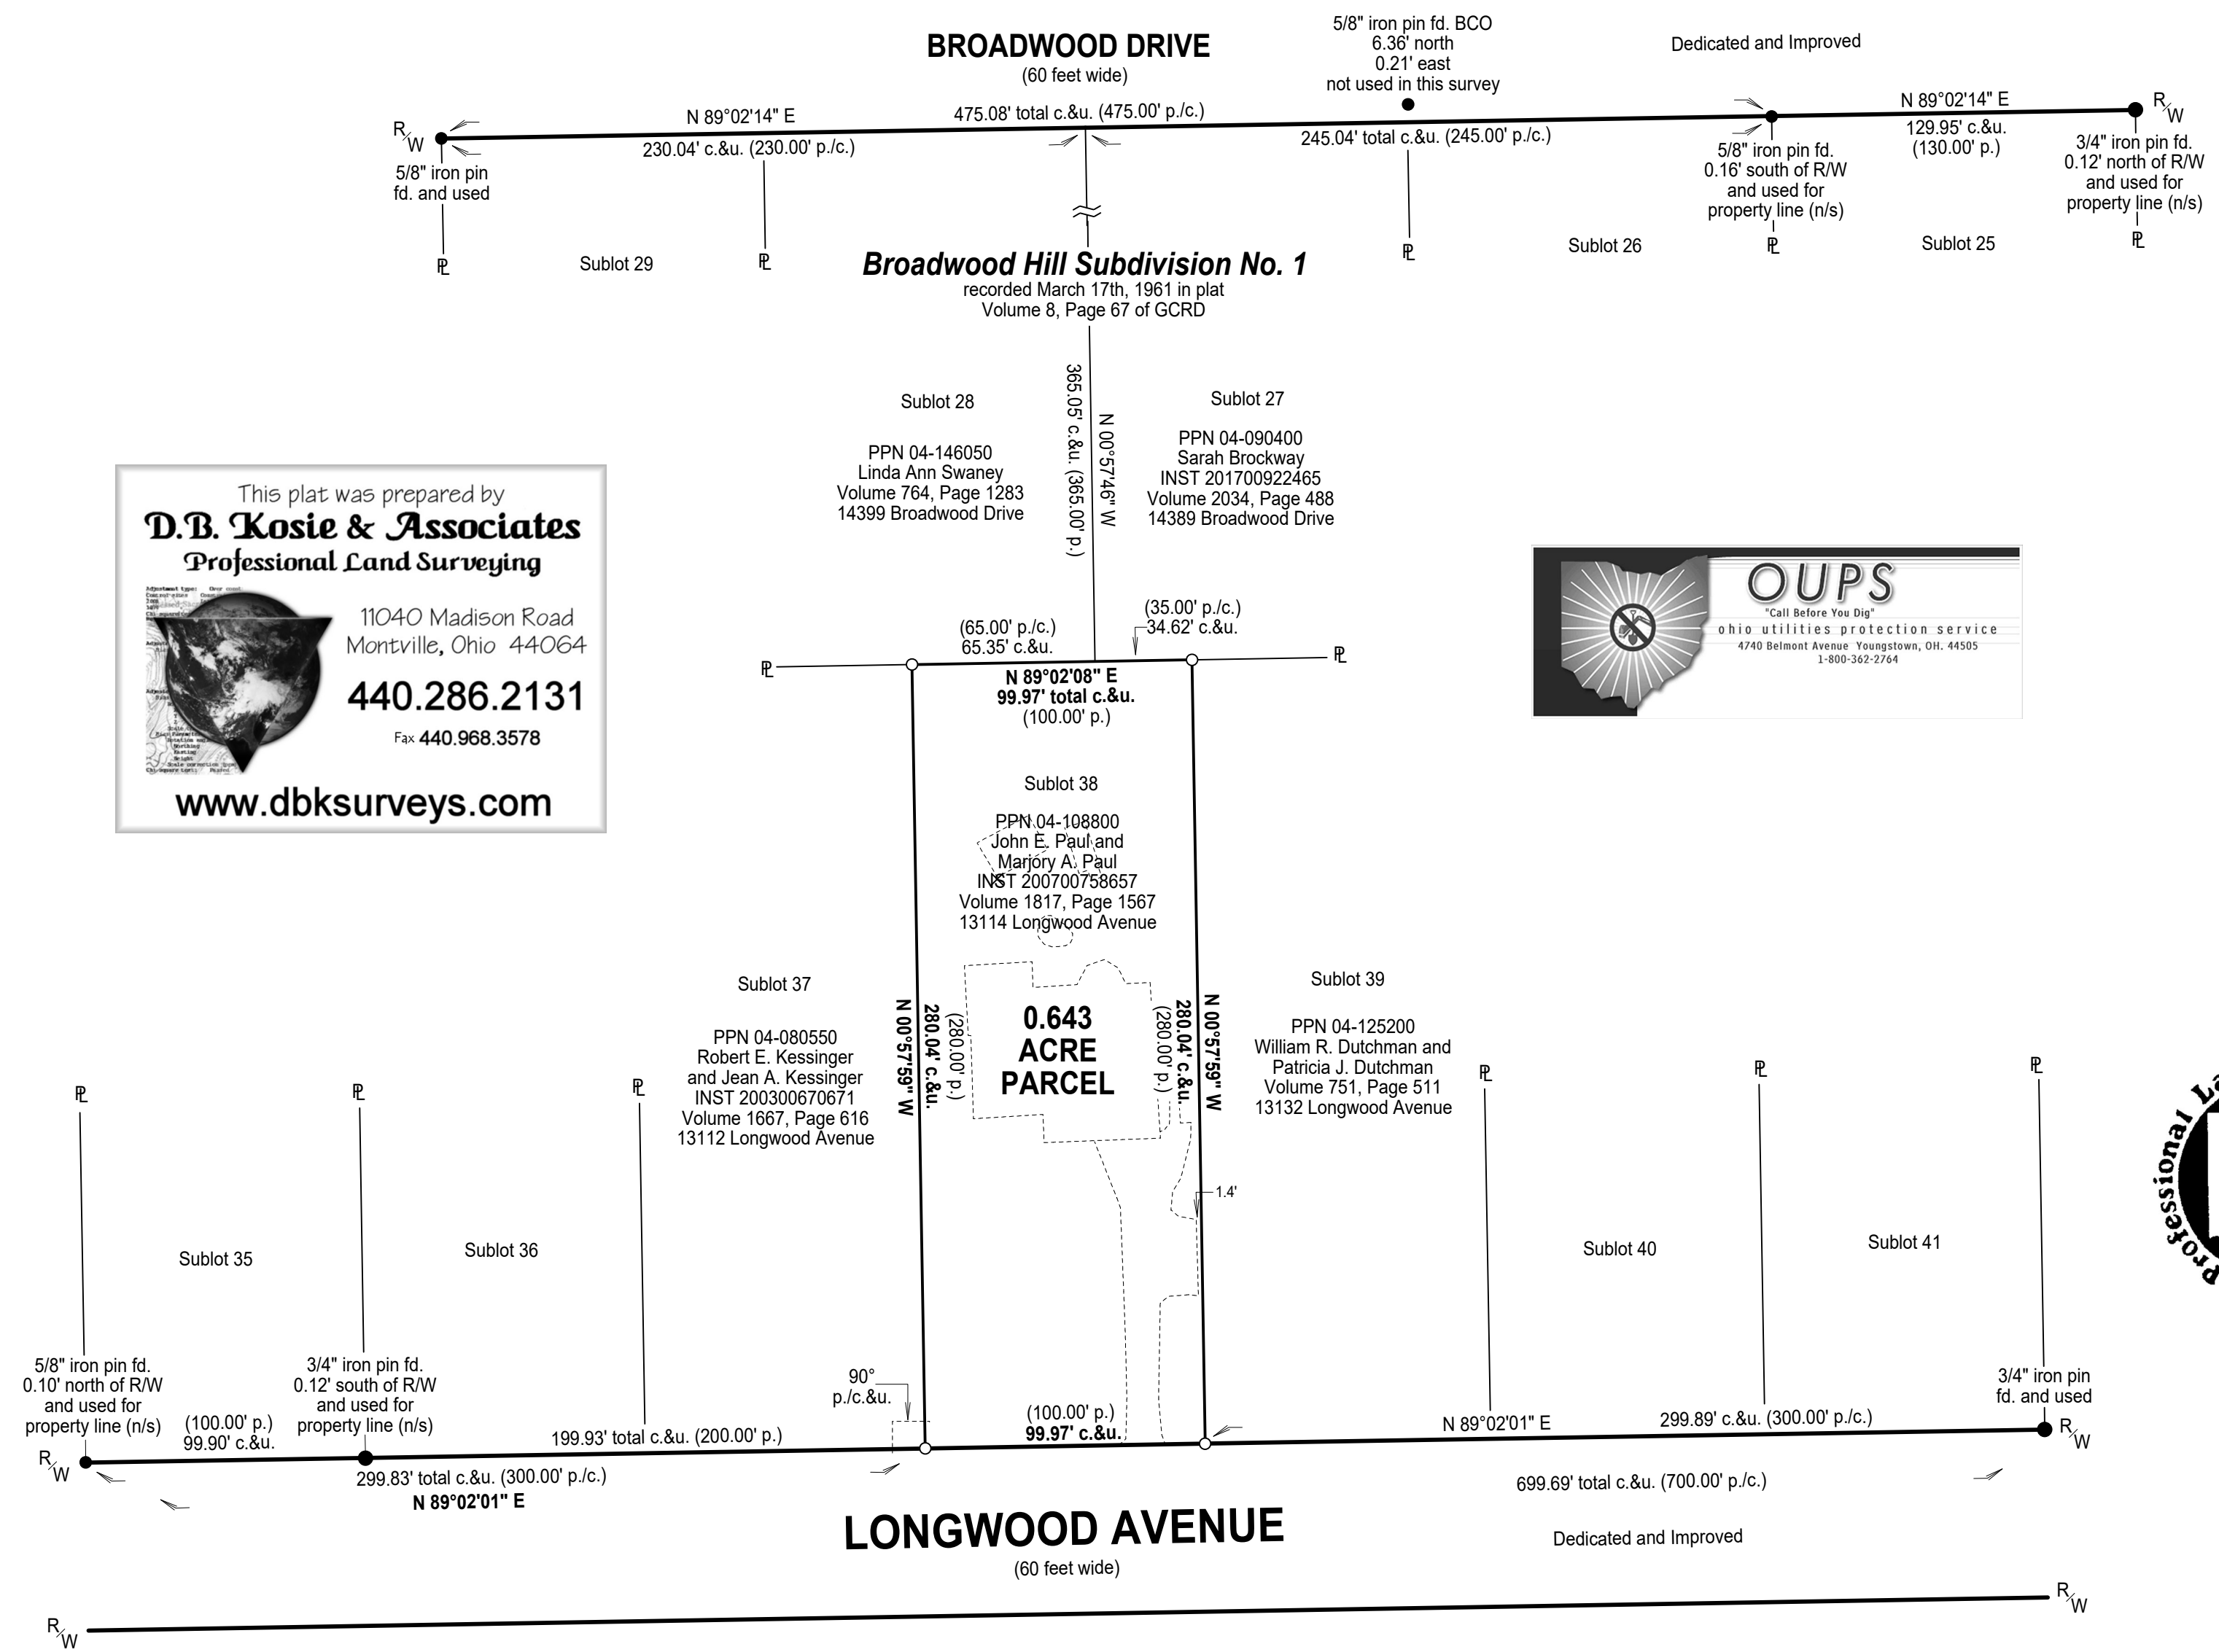 BROADWOOD DRIVE
(60 feet wide)
5/8" iron pin fd. BCO
6.36' north
0.21' east
not used in this survey
Dedicated and Improved
R/W
N 89°02'14" E
475.08' total c.&u. (475.00' p./c.)
N 89°02'14" E
R/W
230.04' c.&u. (230.00' p./c.)
245.04' total c.&u. (245.00' p./c.)
129.95' c.&u.
(130.00' p.)
5/8" iron pin
fd. and used
5/8" iron pin fd.
0.16' south of R/W
and used for
property line (n/s)
3/4" iron pin fd.
0.12' north of R/W
and used for
property line (n/s)
PL
Sublot 29
PL
PL
Sublot 26
PL
Sublot 25
PL
Broadwood Hill Subdivision No. 1
recorded March 17th, 1961 in plat
Volume 8, Page 67 of GCRD
365.05' c.&u. (365.00' p.)
N 00°57'46" W
Sublot 28
PPN 04-146050
Linda Ann Swaney
Volume 764, Page 1283
14399 Broadwood Drive
Sublot 27
PPN 04-090400
Sarah Brockway
INST 201700922465
Volume 2034, Page 488
14389 Broadwood Drive
This plat was prepared by
D.B. Kosie & Associates
Professional Land Surveying
11040 Madison Road
Montville, Ohio 44064
440.286.2131
Fax 440.968.3578
www.dbksurveys.com
OUPS
"Call Before You Dig"
ohio utilities protection service
4740 Belmont Avenue Youngstown, OH. 44505
1-800-362-2764
(65.00' p./c.)
65.35' c.&u.
(35.00' p./c.)
34.62' c.&u.
PL
PL
N 89°02'08" E
99.97' total c.&u.
(100.00' p.)
Sublot 38
PPN 04-108800
John E. Paul and
Marjory A. Paul
INST 200700758657
Volume 1817, Page 1567
13114 Longwood Avenue
0.643
ACRE
PARCEL
N 00°57'59" W
280.04' c.&u.
(280.00' p.)
(280.00' p.)
280.04' c.&u.
N 00°57'59" W
Sublot 37
PPN 04-080550
Robert E. Kessinger
and Jean A. Kessinger
INST 200300670671
Volume 1667, Page 616
13112 Longwood Avenue
Sublot 39
PPN 04-125200
William R. Dutchman and
Patricia J. Dutchman
Volume 751, Page 511
13132 Longwood Avenue
PL
PL
PL
PL
PL
PL
1.4'
Professional La
Sublot 35
Sublot 36
Sublot 40
Sublot 41
5/8" iron pin fd.
0.10' north of R/W
and used for
property line (n/s)
3/4" iron pin fd.
0.12' south of R/W
and used for
property line (n/s)
90°
p./c.&u.
3/4" iron pin
fd. and used
(100.00' p.)
99.90' c.&u.
199.93' total c.&u. (200.00' p.)
(100.00' p.)
99.97' c.&u.
N 89°02'01" E
299.89' c.&u. (300.00' p./c.)
R/W
R/W
299.83' total c.&u. (300.00' p./c.)
N 89°02'01" E
699.69' total c.&u. (700.00' p./c.)
LONGWOOD AVENUE
(60 feet wide)
Dedicated and Improved
R/W
R/W